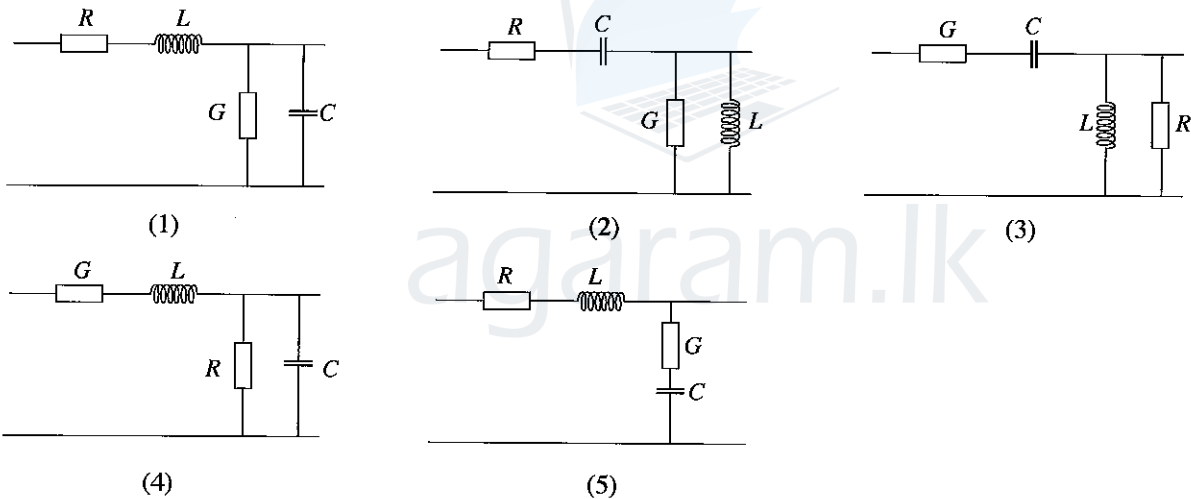 R L
G C
(1)
R C
G L
(2)
G C
L R
(3)
G L
R C
(4)
R L
G
C
(5)
agaram.lk